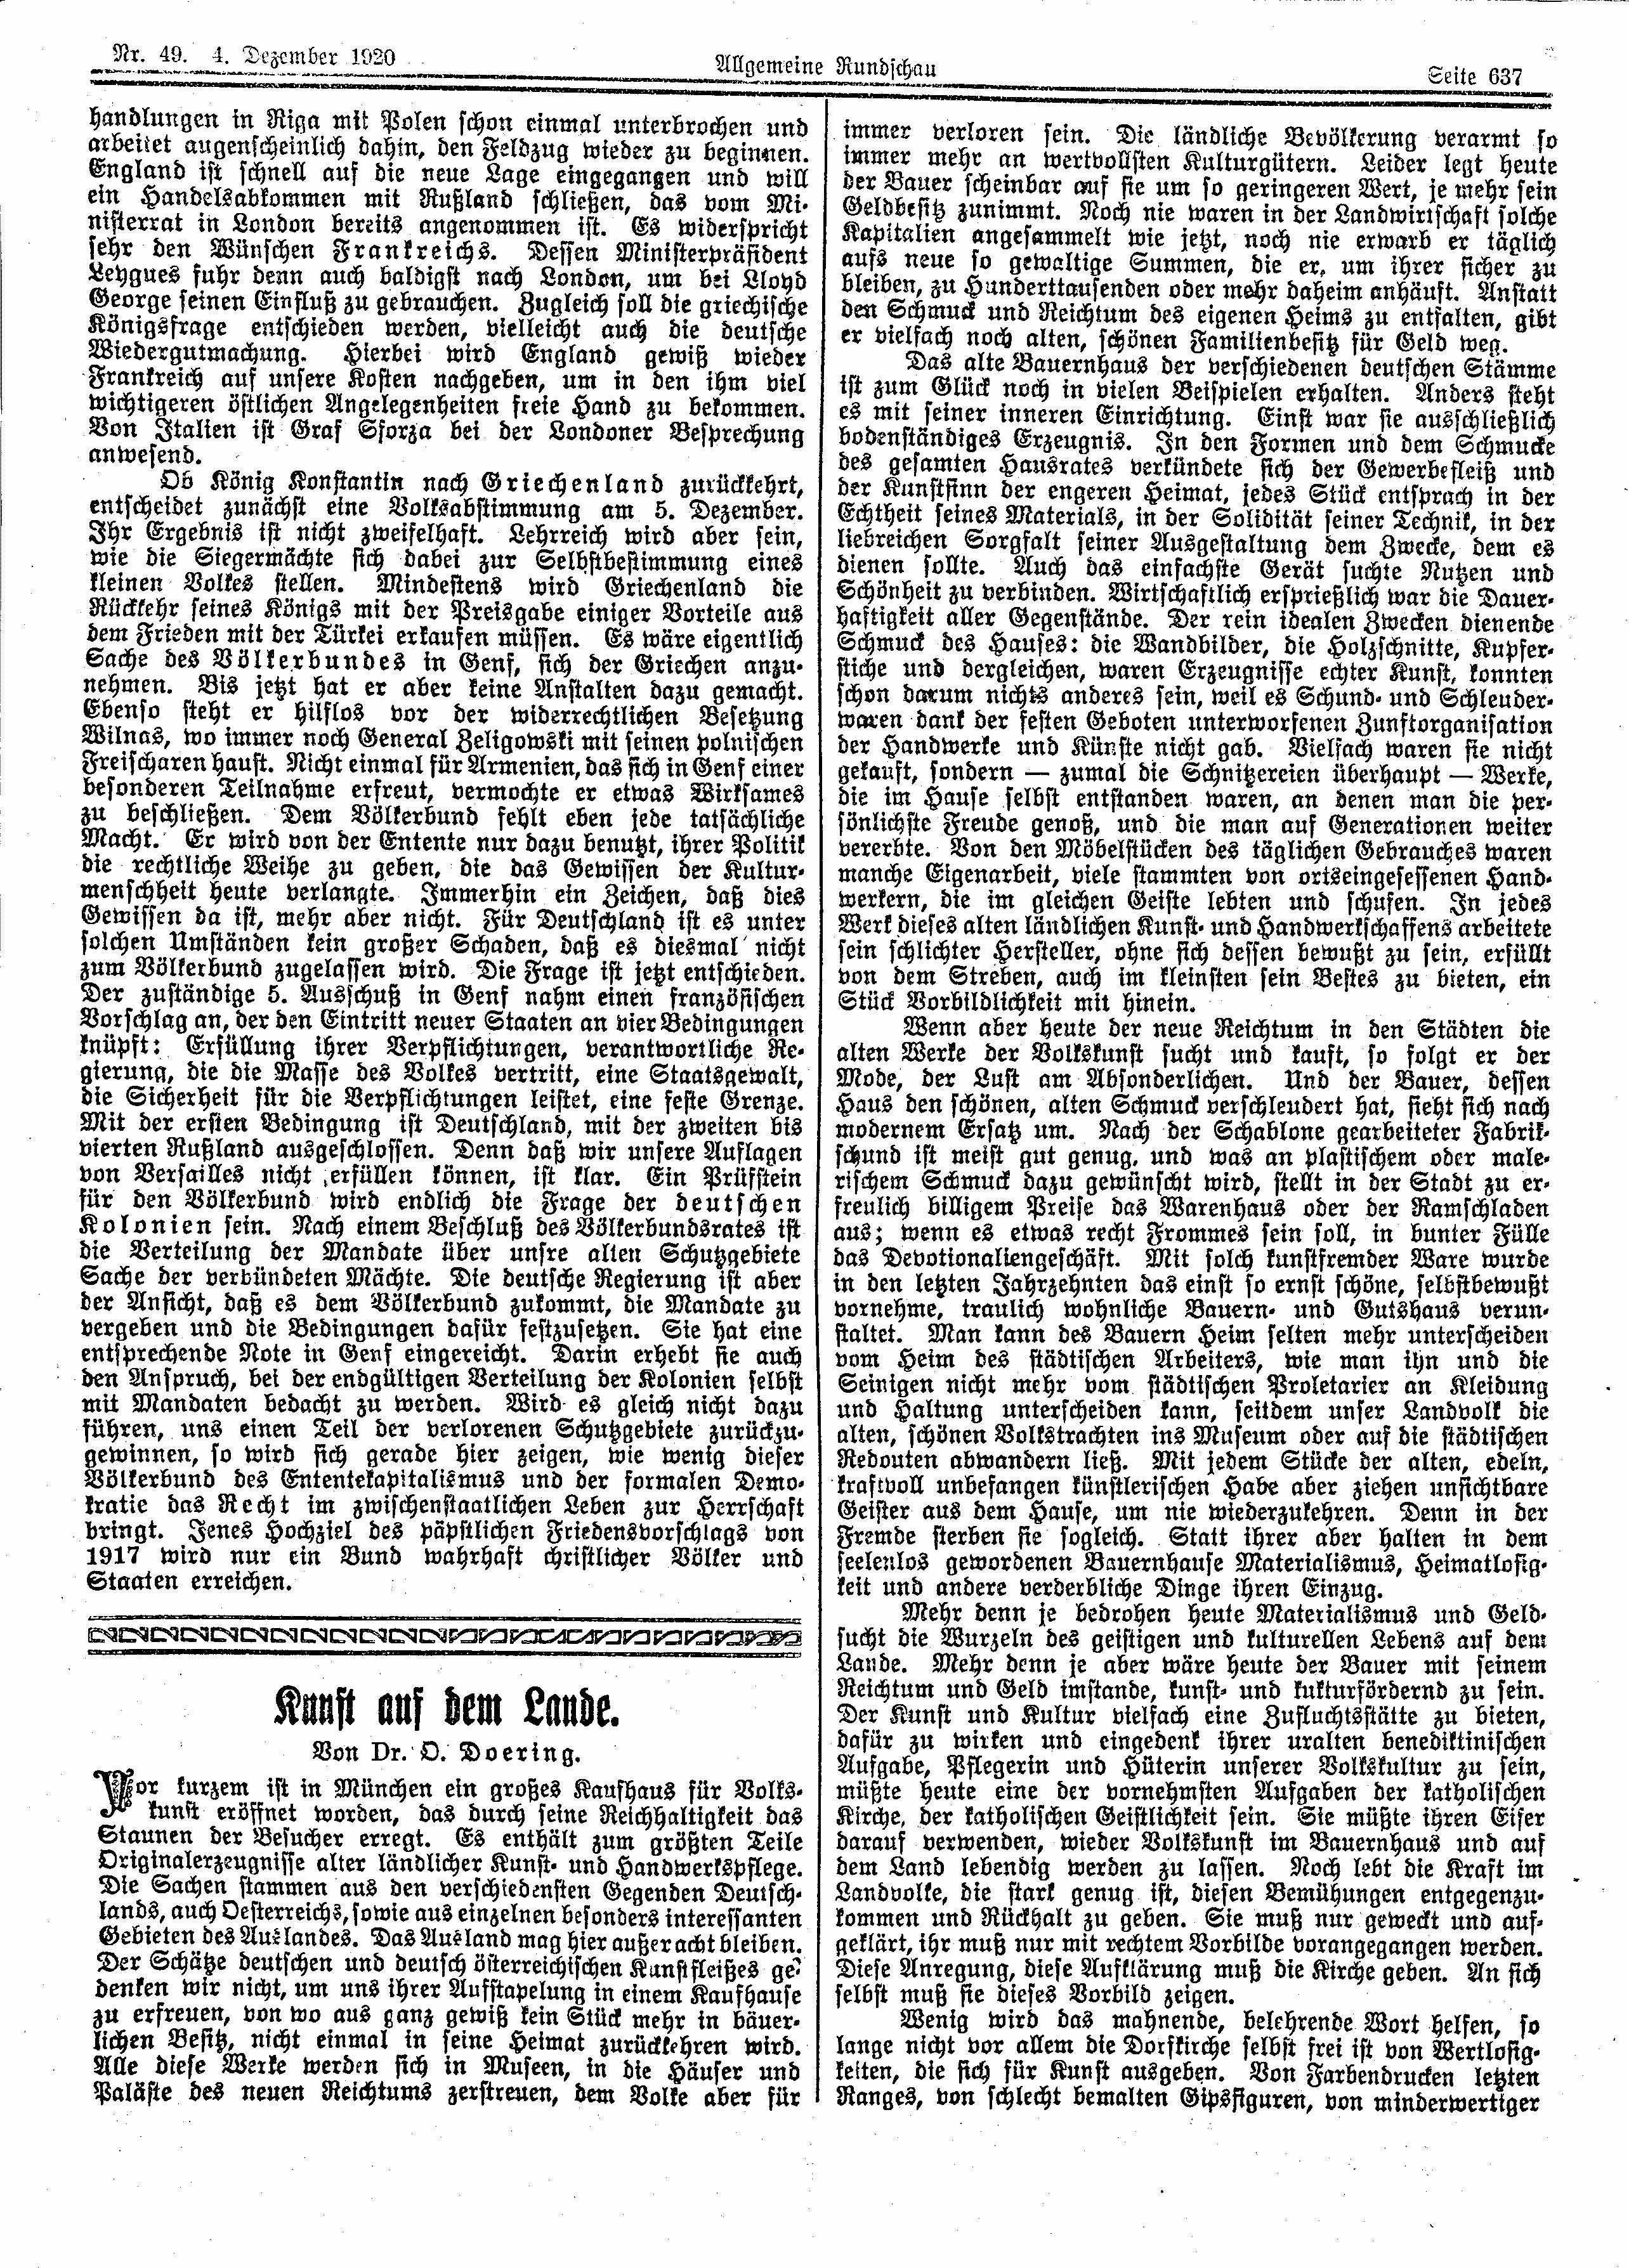 Nr. 49. 4. Dezember 1920
Allgemeine Rundschau
Seite 637
handlungen in Riga mit Polen schon einmal unterbrochen und
arbeitet augenscheinlich dahin, den Feldzug wieder zu beginnen.
England ist schnell auf die neue Lage eingegangen und will
ein Handelsabkommen mit Rußland schließen, das vom Mi-
nisterrat in London bereits angenommen ist. Es widerspricht
sehr den Wünschen Frankreichs. Dessen Ministerpräsident
Leygues fuhr denn auch baldigst nach London, um bei Lloyd
George seinen Einfluß zu gebrauchen. Zugleich soll die griechische
Königsfrage entschieden werden, vielleicht auch die deutsche
Wiedergutmachung. Hierbei wird England gewiß wieder
Frankreich auf unsere Kosten nachgeben, um in den ihm viel
wichtigeren östlichen Angelegenheiten freie Hand zu bekommen.
Von Italien ist Graf Sforza bei der Londoner Besprechung
anwesend.
Ob König Konstantin nach Griechenland zurückkehrt,
entscheidet zunächst eine Volksabstimmung am 5. Dezember.
Ihr Ergebnis ist nicht zweifelhaft. Lehrreich wird aber sein,
wie die Siegermächte sich dabei zur Selbstbestimmung eines
kleinen Volkes stellen. Mindestens wird Griechenland die
Rückkehr seines Königs mit der Preisgabe einiger Vorteile aus
dem Frieden mit der Türkei erkaufen müssen. Es wäre eigentlich
Sache des Völkerbundes in Genf, sich der Griechen anzu-
nehmen. Bis jetzt hat er aber keine Anstalten dazu gemacht.
Ebenso steht er hilflos vor der widerrechtlichen Besetzung
Wilnas, wo immer noch General Zeligowski mit seinen polnischen
Freischaren haust. Nicht einmal für Armenien, das sich in Genf einer
besonderen Teilnahme erfreut, vermochte er etwas Wirksames
zu beschließen. Dem Völkerbund fehlt eben jede tatsächliche
Macht. Er wird von der Entente nur dazu benutzt, ihrer Politik
die rechtliche Weihe zu geben, die das Gewissen der Kultur-
menschheit heute verlangte. Immerhin ein Zeichen, daß dies
Gewissen da ist, mehr aber nicht. Für Deutschland ist es unter
solchen Umständen kein großer Schaden, daß es diesmal nicht
zum Völkerbund zugelassen wird. Die Frage ist jetzt entschieden.
Der zuständige 5. Ausschuß in Genf nahm einen französischen
Vorschlag an, der den Eintritt neuer Staaten an vier Bedingungen
knüpft: Erfüllung ihrer Verpflichtungen, verantwortliche Re-
gierung, die die Masse des Volkes vertritt, eine Staatsgewalt,
die Sicherheit für die Verpflichtungen leistet, eine feste Grenze.
Mit der ersten Bedingung ist Deutschland, mit der zweiten bis
vierten Rußland ausgeschlossen. Denn daß wir unsere Auflagen
von Versailles nicht erfüllen können, ist klar. Ein Prüfstein
für den Völkerbund wird endlich die Frage der deutschen
Kolonien sein. Nach einem Beschluß des Völkerbundsrates ist
die Verteilung der Mandate über unsre alten Schutzgebiete
Sache der verbündeten Mächte. Die deutsche Regierung ist aber
der Ansicht, daß es dem Völkerbund zukommt, die Mandate zu
vergeben und die Bedingungen dafür festzusetzen. Sie hat eine
entsprechende Note in Genf eingereicht. Darin erhebt sie auch
den Anspruch, bei der endgültigen Verteilung der Kolonien selbst
mit Mandaten bedacht zu werden. Wird es gleich nicht dazu
führen, uns einen Teil der verlorenen Schutzgebiete zurückzu-
gewinnen, so wird sich gerade hier zeigen, wie wenig dieser
Völkerbund des Ententekapitalismus und der formalen Demo-
kratie das Recht im zwischenstaatlichen Leben zur Herrschaft
bringt. Jenes Hochziel des päpstlichen Friedensvorschlags von
1917 wird nur ein Bund wahrhaft christlicher Völker und
Staaten erreichen.
Kunst auf dem Lande.
Von Dr. O. Doering.
Vor kurzem ist in München ein großes Kaufhaus für Volks-
kunst eröffnet worden, das durch seine Reichhaltigkeit das
Staunen der Besucher erregt. Es enthält zum größten Teile
Originalerzeugnisse alter ländlicher Kunst- und Handwerkspflege.
Die Sachen stammen aus den verschiedensten Gegenden Deutsch-
lands, auch Oesterreichs, sowie aus einzelnen besonders interessanten
Gebieten des Auslandes. Das Ausland mag hier außer acht bleiben.
Der Schätze deutschen und deutsch österreichischen Kunstfleißes ge-
denken wir nicht, um uns ihrer Aufstapelung in einem Kaufhause
zu erfreuen, von wo aus ganz gewiß kein Stück mehr in bäuer-
lichen Besitz, nicht einmal in seine Heimat zurückkehren wird.
Alle diese Werke werden sich in Museen, in die Häuser und
Paläste des neuen Reichtums zerstreuen, dem Volke aber für
immer verloren sein. Die ländliche Bevölkerung verarmt so
immer mehr an wertvollsten Kulturgütern. Leider legt heute
der Bauer scheinbar auf sie um so geringeren Wert, je mehr sein
Geldbesitz zunimmt. Noch nie waren in der Landwirtschaft solche
Kapitalien angesammelt wie jetzt, noch nie erwarb er täglich
aufs neue so gewaltige Summen, die er, um ihrer sicher zu
bleiben, zu Hunderttausenden oder mehr daheim anhäuft. Anstatt
den Schmuck und Reichtum des eigenen Heims zu entfalten, gibt
er vielfach noch alten, schönen Familienbesitz für Geld weg.
Das alte Bauernhaus der verschiedenen deutschen Stämme
ist zum Glück noch in vielen Beispielen erhalten. Anders steht
es mit seiner inneren Einrichtung. Einst war sie ausschließlich
bodenständiges Erzeugnis. In den Formen und dem Schmucke
des gesamten Hausrates verkündete sich der Gewerbefleiß und
der Kunstsinn der engeren Heimat, jedes Stück entsprach in der
Echtheit seines Materials, in der Solidität seiner Technik, in der
liebreichen Sorgfalt seiner Ausgestaltung dem Zwecke, dem es
dienen sollte. Auch das einfachste Gerät suchte Nutzen und
Schönheit zu verbinden. Wirtschaftlich ersprießlich war die Dauer-
haftigkeit aller Gegenstände. Der rein idealen Zwecken dienende
Schmuck des Hauses: die Wandbilder, die Holzschnitte, Kupfer-
stiche und dergleichen, waren Erzeugnisse echter Kunst, konnten
schon darum nichts anderes sein, weil es Schund- und Schleuder-
waren dank der festen Geboten unterworfenen Zunftorganisation
der Handwerke und Künste nicht gab. Vielfach waren sie nicht
gekauft, sondern — zumal die Schnitzereien überhaupt — Werke,
die im Hause selbst entstanden waren, an denen man die per-
sönlichste Freude genoß, und die man auf Generationen weiter
vererbte. Von den Möbelstücken des täglichen Gebrauches waren
manche Eigenarbeit, viele stammten von ortseingesessenen Hand-
werkern, die im gleichen Geiste lebten und schufen. In jedes
Werk dieses alten ländlichen Kunst- und Handwerkschaffens arbeitete
sein schlichter Hersteller, ohne sich dessen bewußt zu sein, erfüllt
von dem Streben, auch im kleinsten sein Bestes zu bieten, ein
Stück Vorbildlichkeit mit hinein.
Wenn aber heute der neue Reichtum in den Städten die
alten Werke der Volkskunst sucht und kauft, so folgt er der
Mode, der Lust am Absonderlichen. Und der Bauer, dessen
Haus den schönen, alten Schmuck verschleudert hat, sieht sich nach
modernem Ersatz um. Nach der Schablone gearbeiteter Fabrik-
schund ist meist gut genug, und was an plastischem oder male-
rischem Schmuck dazu gewünscht wird, stellt in der Stadt zu er-
freulich billigem Preise das Warenhaus oder der Ramschladen
aus; wenn es etwas recht Frommes sein soll, in bunter Fülle
das Devotionaliengeschäft. Mit solch kunstfremder Ware wurde
in den letzten Jahrzehnten das einst so ernst schöne, selbstbewußt
vornehme, traulich wohnliche Bauern- und Gutshaus verun-
staltet. Man kann des Bauern Heim selten mehr unterscheiden
vom Heim des städtischen Arbeiters, wie man ihn und die
Seinigen nicht mehr vom städtischen Proletarier an Kleidung
und Haltung unterscheiden kann, seitdem unser Landvolk die
alten, schönen Volkstrachten ins Museum oder auf die städtischen
Redouten abwandern ließ. Mit jedem Stücke der alten, edeln,
kraftvoll unbefangen künstlerischen Habe aber ziehen unsichtbare
Geister aus dem Hause, um nie wiederzukehren. Denn in der
Fremde sterben sie sogleich. Statt ihrer aber halten in dem
seelenlos gewordenen Bauernhause Materialismus, Heimatlosig-
keit und andere verderbliche Dinge ihren Einzug.
Mehr denn je bedrohen heute Materialismus und Geld-
sucht die Wurzeln des geistigen und kulturellen Lebens auf dem
Lande. Mehr denn je aber wäre heute der Bauer mit seinem
Reichtum und Geld imstande, kunst- und kulturfördernd zu sein.
Der Kunst und Kultur vielfach eine Zufluchtsstätte zu bieten,
dafür zu wirken und eingedenk ihrer uralten benediktinischen
Aufgabe, Pflegerin und Hüterin unserer Volkskultur zu sein,
müßte heute eine der vornehmsten Aufgaben der katholischen
Kirche, der katholischen Geistlichkeit sein. Sie müßte ihren Eifer
darauf verwenden, wieder Volkskunst im Bauernhaus und auf
dem Land lebendig werden zu lassen. Noch lebt die Kraft im
Landvolke, die stark genug ist, diesen Bemühungen entgegenzu-
kommen und Rückhalt zu geben. Sie muß nur geweckt und auf-
geklärt, ihr muß nur mit rechtem Vorbilde vorangegangen werden.
Diese Anregung, diese Aufklärung muß die Kirche geben. An sich
selbst muß sie dieses Vorbild zeigen.
Wenig wird das mahnende, belehrende Wort helfen, so
lange nicht vor allem die Dorfkirche selbst frei ist von Wertlosig-
keiten, die sich für Kunst ausgeben. Von Farbendrucken letzten
Ranges, von schlecht bemalten Gipsfiguren, von minderwertiger